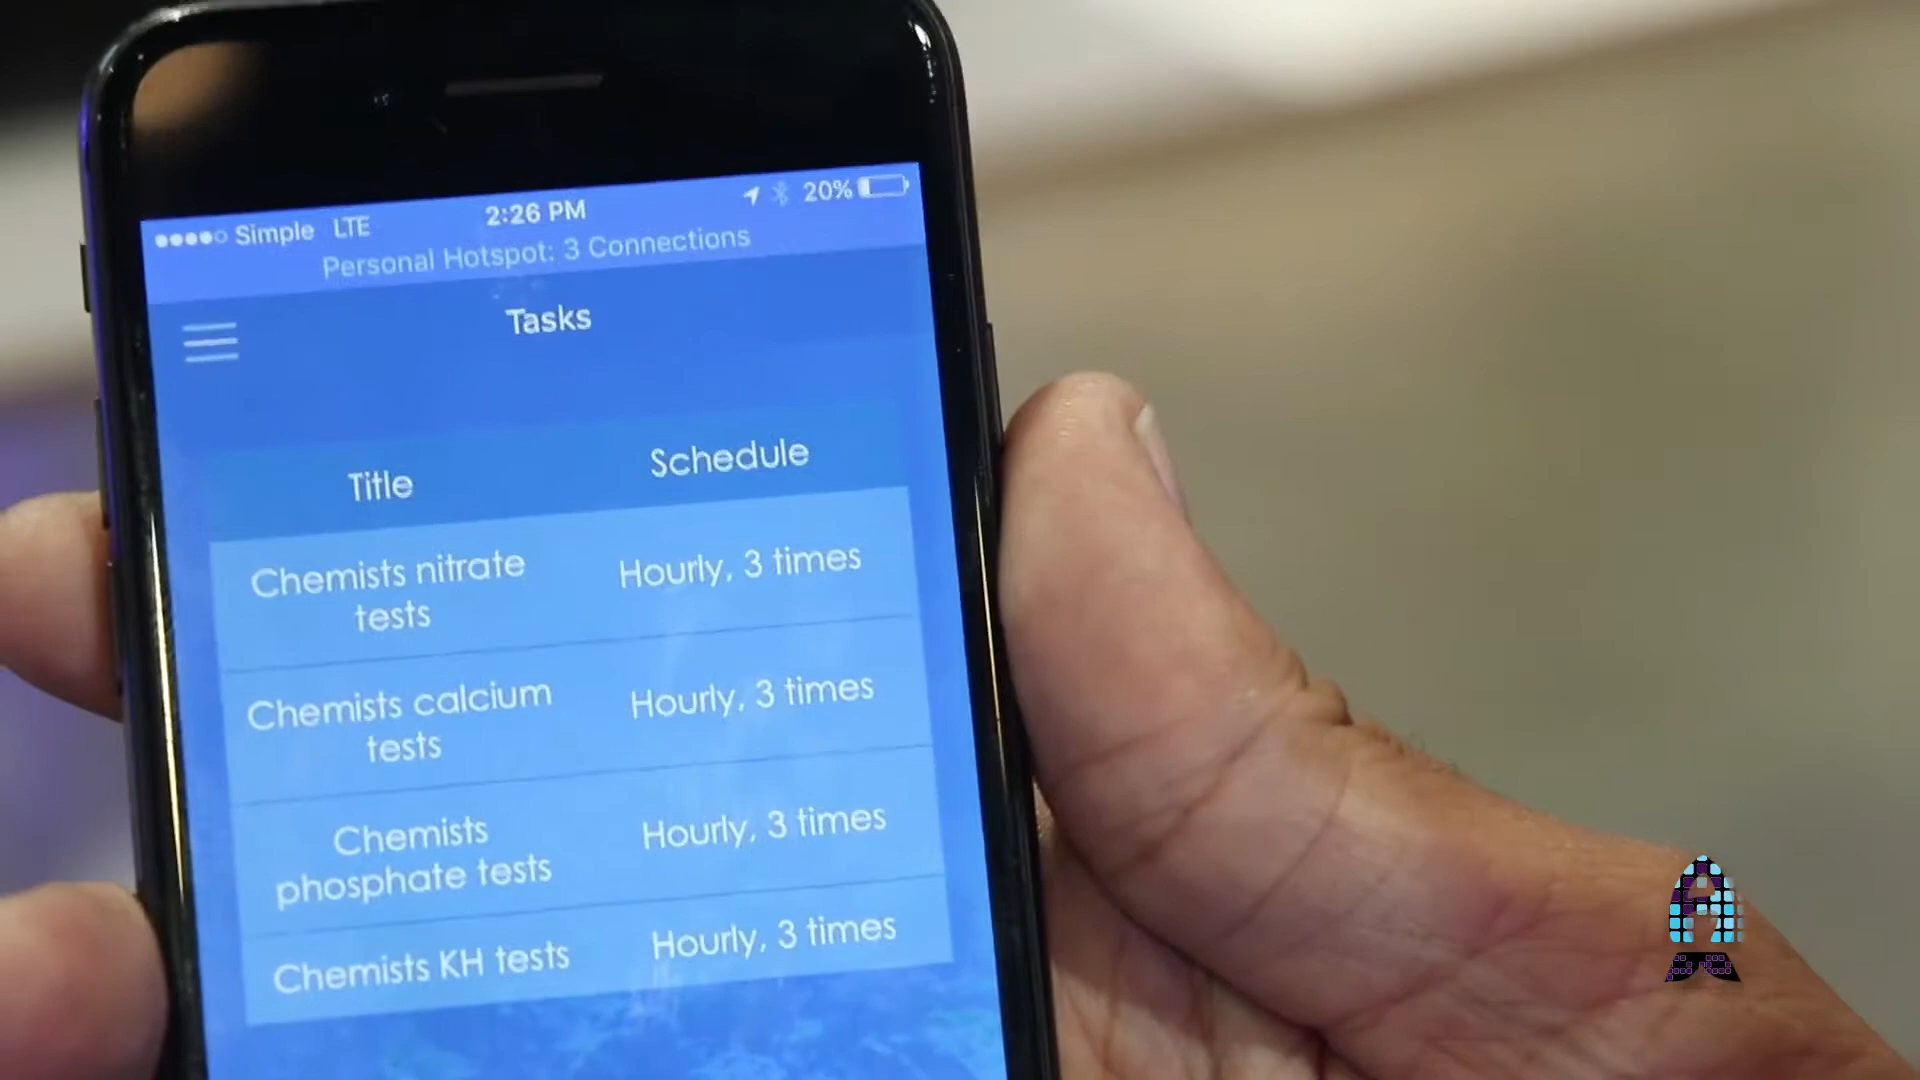 Simple LTE 2:26 PM 20%
Personal Hotspot: 3 Connections
Tasks
Title Schedule
Chemists nitrate Hourly, 3 times
tests
Chemists calcium Hourly, 3 times
tests
Chemists Hourly, 3 times
phosphate tests
Chemists KH tests Hourly, 3 times
A